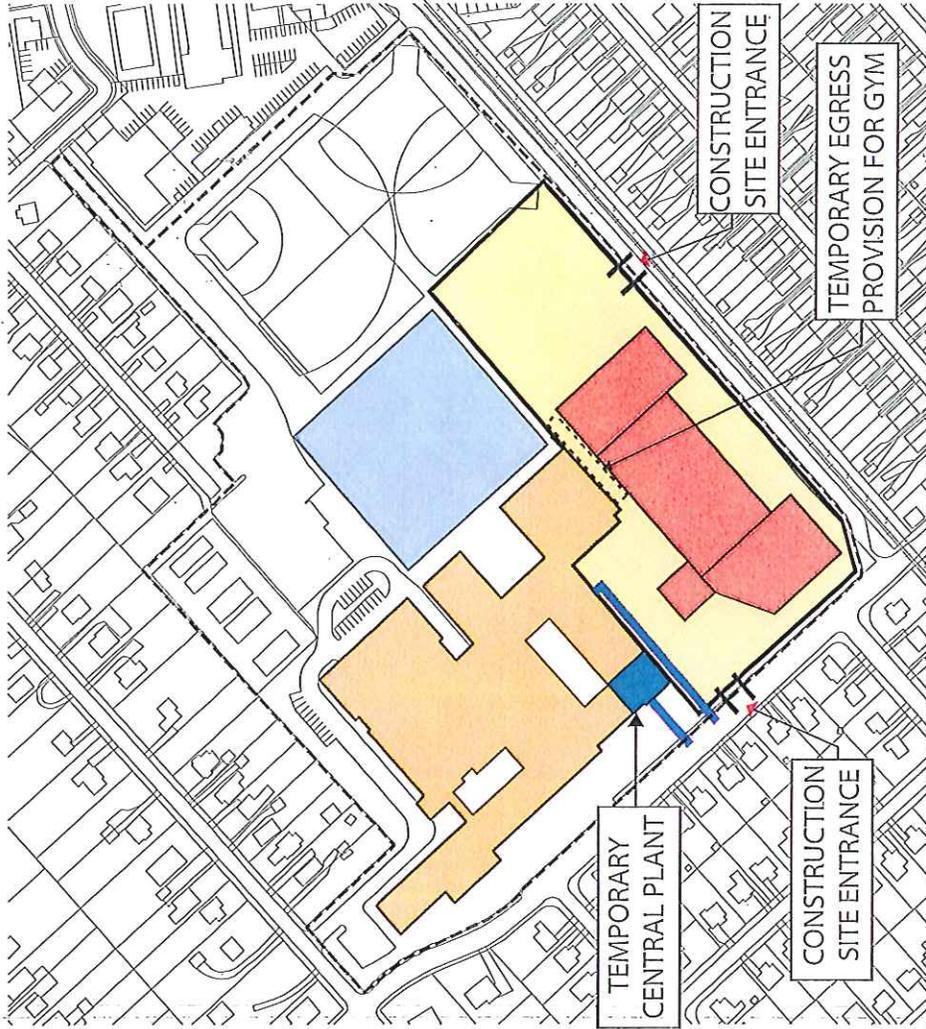 CONSTRUCTION
SITE ENTRANCE
TEMPORARY EGRESS
PROVISION FOR GYM
TEMPORARY
CENTRAL PLANT
CONSTRUCTION
SITE ENTRANCE